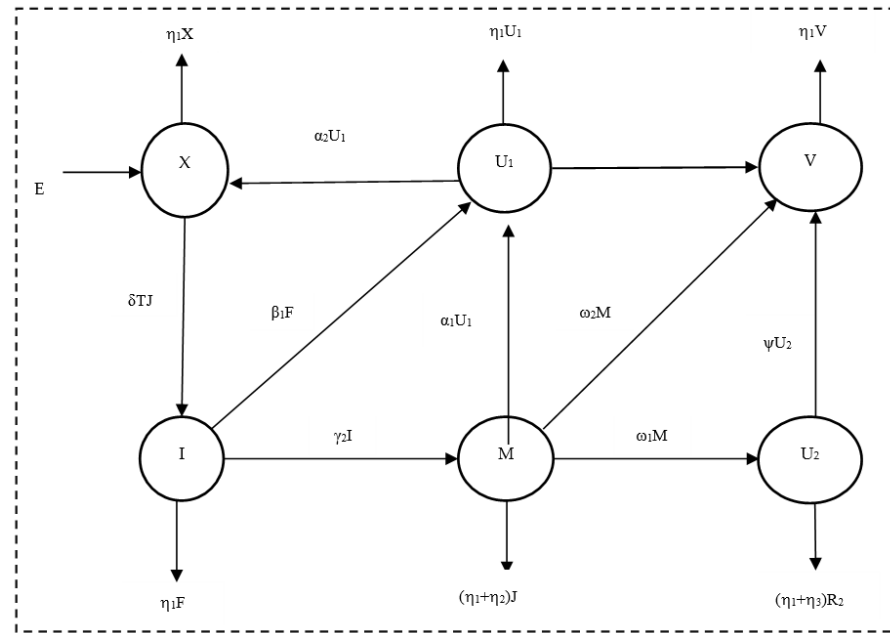 η₁X
η₁U₁
η₁V
α₂U₁
X
U₁
V
E
δTJ
β₁F
α₁U₁
ω₂M
ψU₂
γ₂I
ω₁M
I
M
U₂
η₁F
(η₁+η₂)J
(η₁+η₃)R₂